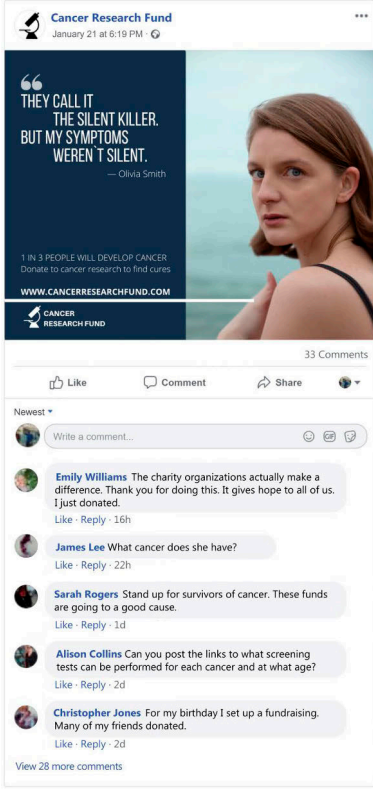 Cancer Research Fund
January 21 at 6:19 PM ·
THEY CALL IT
THE SILENT KILLER.
BUT MY SYMPTOMS
WEREN`T SILENT.
— Olivia Smith
1 IN 3 PEOPLE WILL DEVELOP CANCER
Donate to cancer research to find cures
WWW.CANCERRESEARCHFUND.COM
CANCER
RESEARCH FUND
33 Comments
Like Comment Share
Newest
Write a comment... GIF
Emily Williams The charity organizations actually make a
difference. Thank you for doing this. It gives hope to all of us.
I just donated.
Like · Reply · 16h
James Lee What cancer does she have?
Like · Reply · 22h
Sarah Rogers Stand up for survivors of cancer. These funds
are going to a good cause.
Like · Reply · 1d
Alison Collins Can you post the links to what screening
tests can be performed for each cancer and at what age?
Like · Reply · 2d
Christopher Jones For my birthday I set up a fundraising.
Many of my friends donated.
Like · Reply · 2d
View 28 more comments